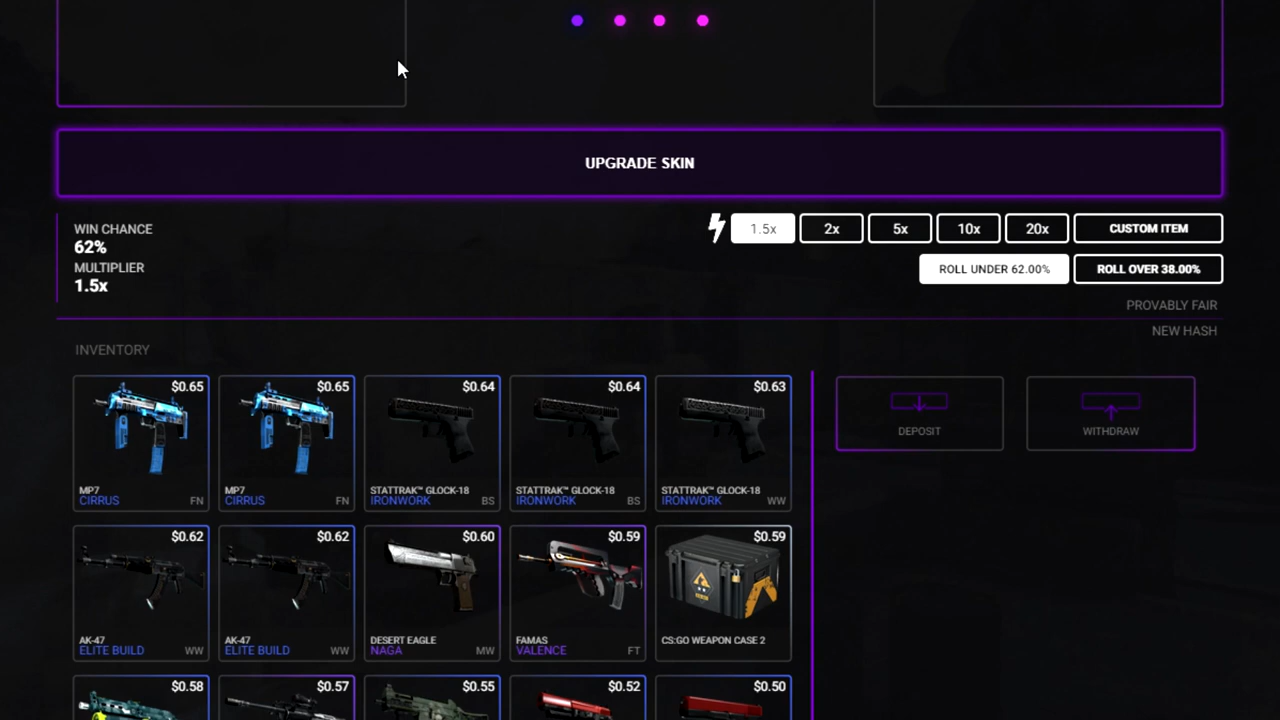 UPGRADE SKIN
WIN CHANCE
62%
MULTIPLIER
1.5x
1.5x 2x 5x 10x 20x CUSTOM ITEM
ROLL UNDER 62.00% ROLL OVER 38.00%
PROVABLY FAIR
NEW HASH
INVENTORY
$0.65 $0.65 $0.64 $0.64 $0.63
MP7 MP7 STATTRAK™ GLOCK-18 STATTRAK™ GLOCK-18 STATTRAK™ GLOCK-18
CIRRUS FN CIRRUS FN IRONWORK BS IRONWORK BS IRONWORK WW
DEPOSIT WITHDRAW
$0.62 $0.62 $0.60 $0.59 $0.59
AK-47 AK-47 DESERT EAGLE FAMAS CS:GO WEAPON CASE 2
ELITE BUILD WW ELITE BUILD WW NAGA MW VALENCE FT
$0.58 $0.57 $0.55 $0.52 $0.50